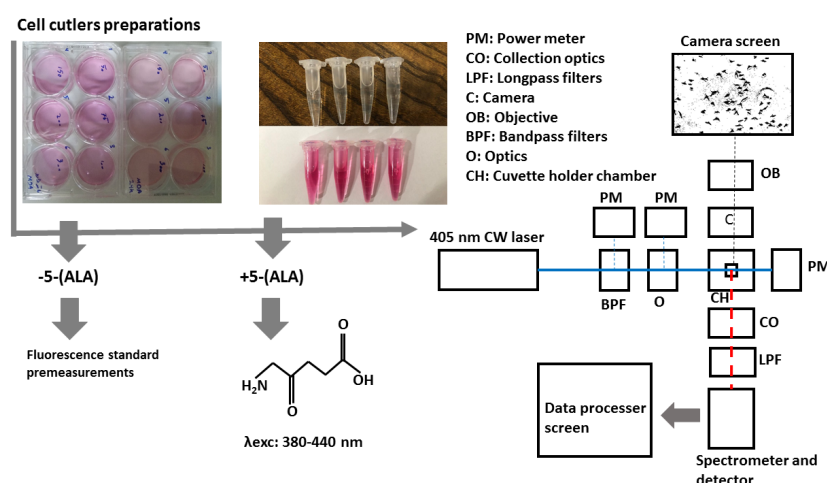 Cell cutlers preparations
PM: Power meter
CO: Collection optics
LPF: Longpass filters
C: Camera
OB: Objective
BPF: Bandpass filters
O: Optics
CH: Cuvette holder chamber
Camera screen
OB
PM
PM
C
405 nm CW laser
PM
BPF
O
CH
CO
LPF
-5-(ALA)
+5-(ALA)
Fluorescence standard
premeasurements
O
H₂N
OH
O
λexc: 380-440 nm
Data processer
screen
Spectrometer and
detector